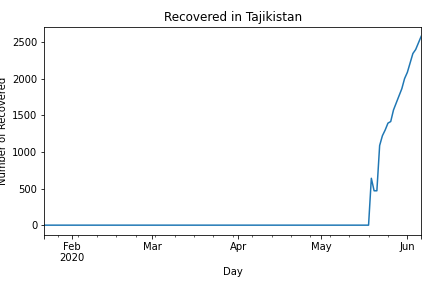 Recovered in Tajikistan
Number of Recovered
2500
2000
1500
1000
500
0
Feb
2020
Mar
Apr
May
Jun
Day